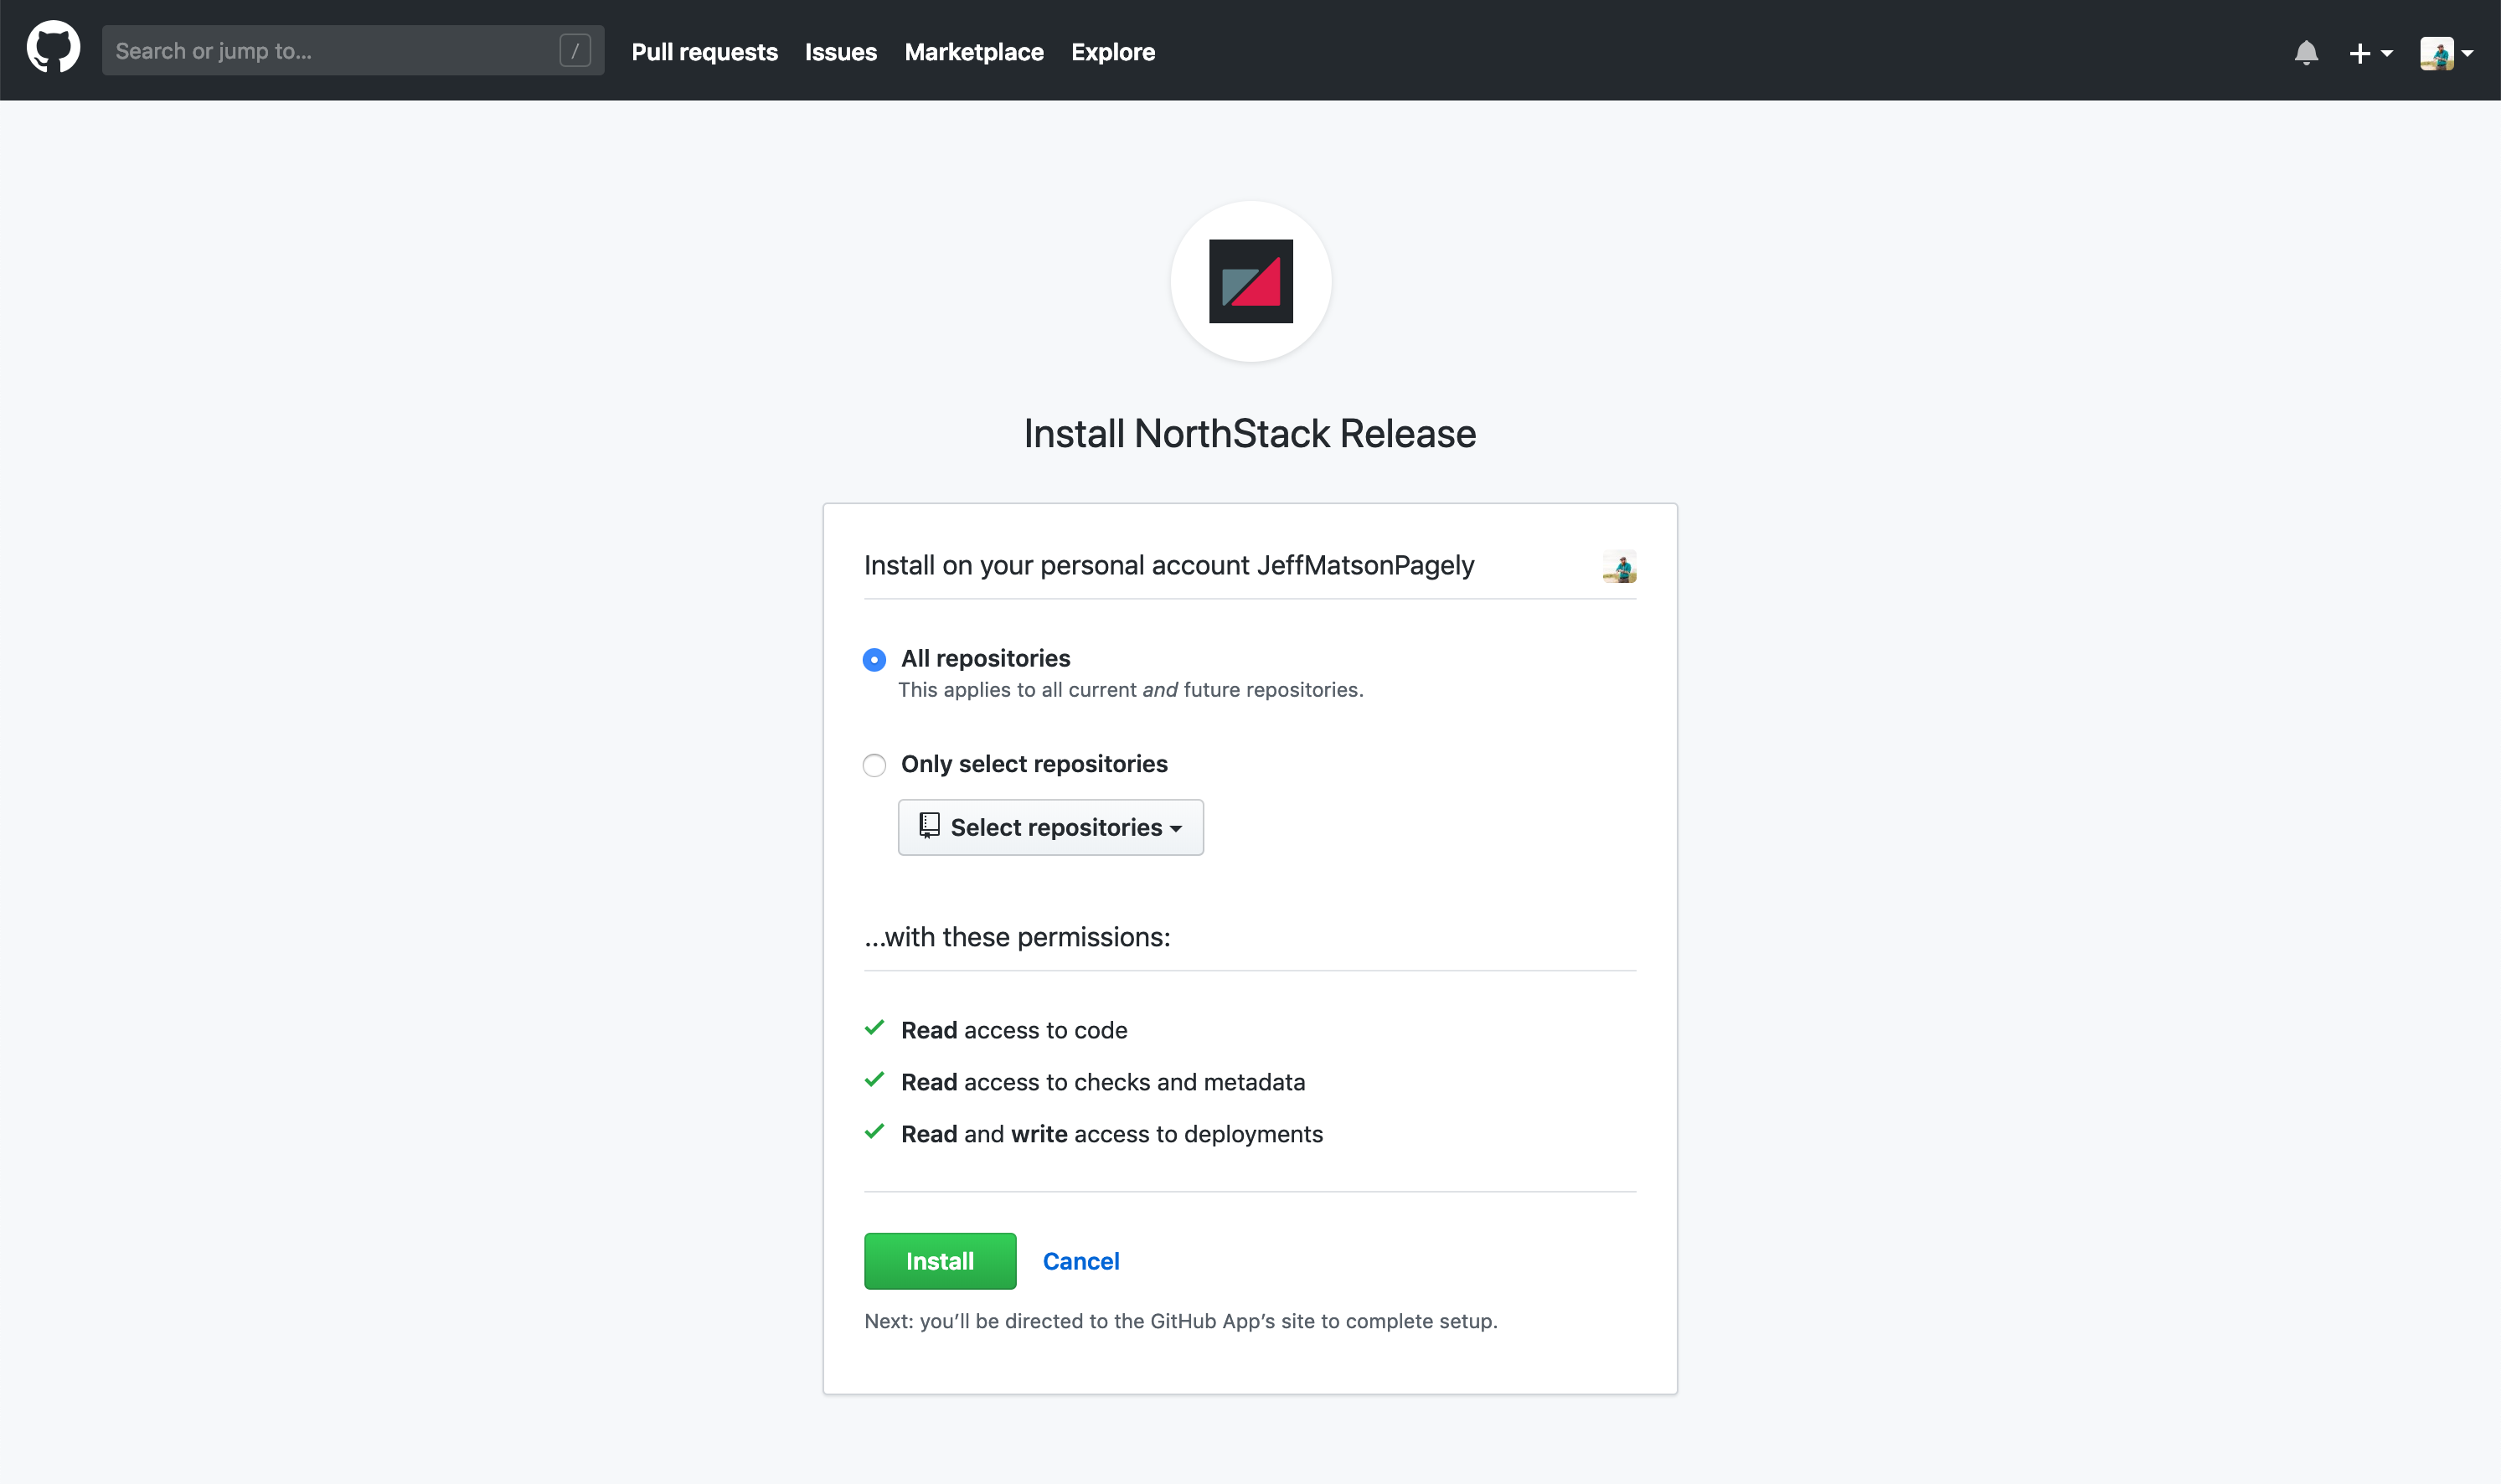 Search or jump to... /
Pull requests Issues Marketplace Explore
Install NorthStack Release
Install on your personal account JeffMatsonPagely
All repositories
This applies to all current and future repositories.
Only select repositories
Select repositories
...with these permissions:
Read access to code
Read access to checks and metadata
Read and write access to deployments
Install Cancel
Next: you’ll be directed to the GitHub App’s site to complete setup.